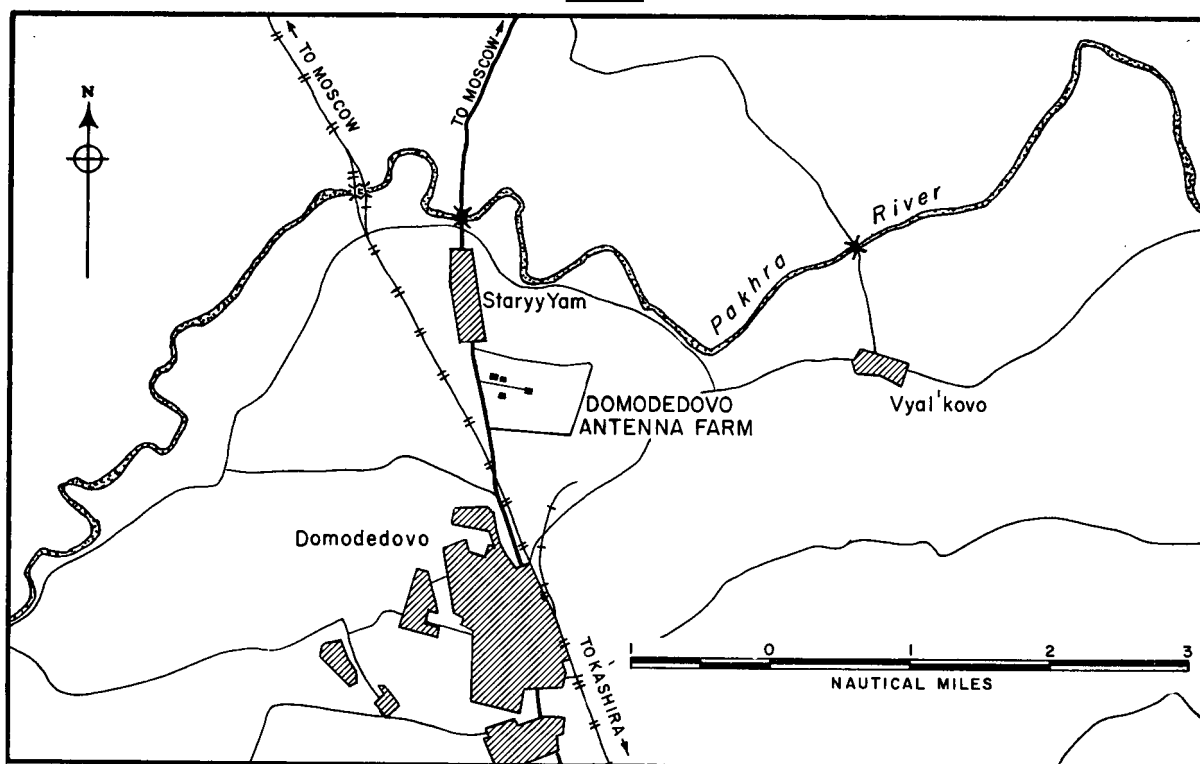 TO MOSCOW
TO MOSCOW
N
Pakhra River
Staryy Yam
DOMODEDOVO
ANTENNA FARM
Vyal'kovo
Domodedovo
TO KASHIRA
1 0 1 2 3
NAUTICAL MILES